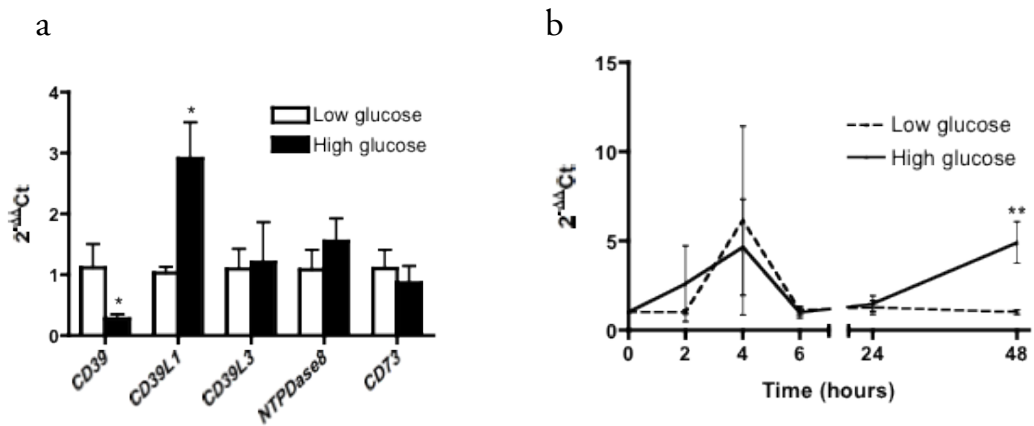 a
4
3
2
1
0
2-ΔΔCt
Low glucose
High glucose
*
*
CD39
CD39L1
CD39L3
NTPDase8
CD73
b
15
10
5
0
2-ΔΔCt
Low glucose
High glucose
**
0
2
4
6
24
48
Time (hours)